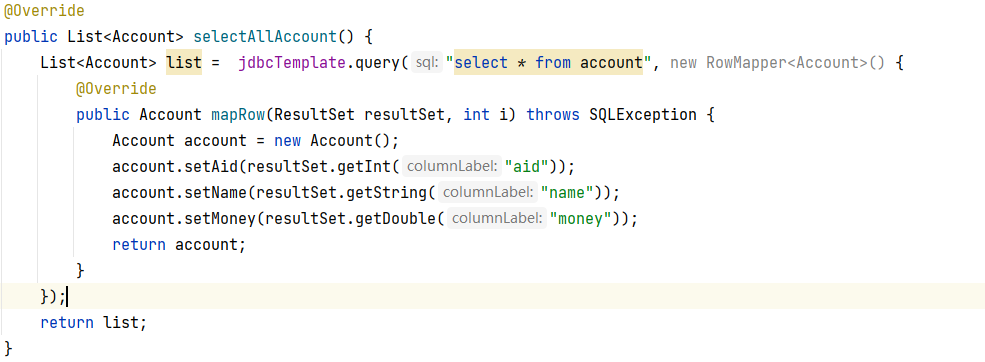 @Override
public List<Account> selectAllAccount() {
    List<Account> list =  jdbcTemplate.query( sql: "select * from account", new RowMapper<Account>() {
        @Override
        public Account mapRow(ResultSet resultSet, int i) throws SQLException {
            Account account = new Account();
            account.setAid(resultSet.getInt( columnLabel: "aid"));
            account.setName(resultSet.getString( columnLabel: "name"));
            account.setMoney(resultSet.getDouble( columnLabel: "money"));
            return account;
        }
    });
    return list;
}